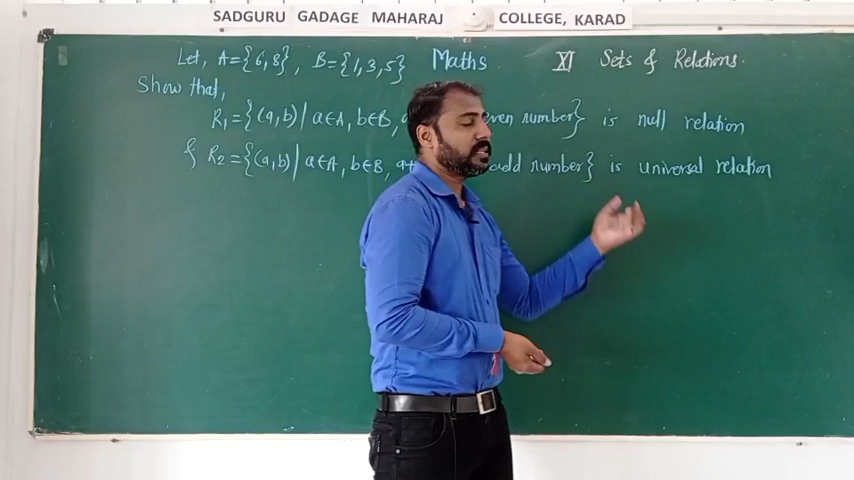 SADGURU GADAGE MAHARAJ COLLEGE, KARAD
Let, A={6,8}, B={1,3,5} Maths XI Sets & Relations.
Show that,
R₁={(a,b)| a∈A, b∈B, even number} is null relation
& R₂={(a,b)| a∈A, b∈B, a+ odd number} is universal relation